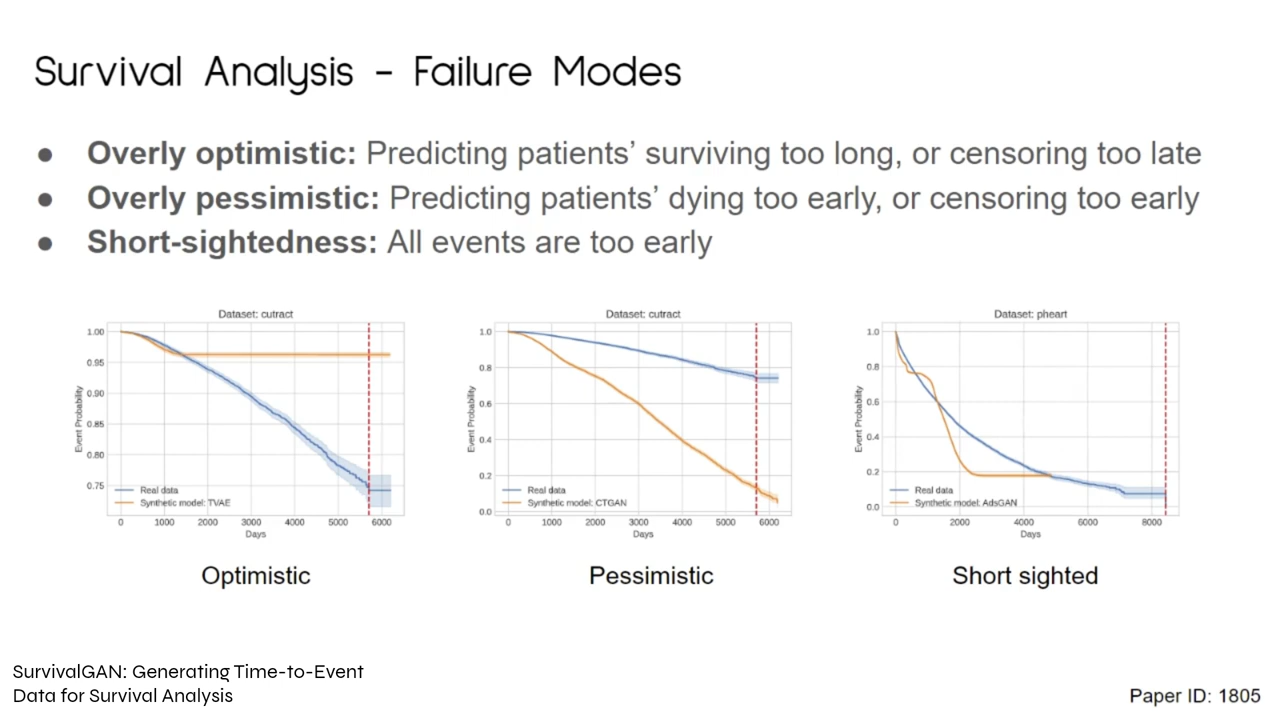 Survival Analysis - Failure Modes
● Overly optimistic: Predicting patients’ surviving too long, or censoring too late
● Overly pessimistic: Predicting patients’ dying too early, or censoring too early
● Short-sightedness: All events are too early
Dataset: cutract
1.00
0.95
0.90
0.85
0.80
0.75
Event Probability
Real data
Synthetic model: TVAE
0 1000 2000 3000 4000 5000 6000
Days
Optimistic
Dataset: cutract
1.0
0.8
0.6
0.4
0.2
0.0
Event Probability
Real data
Synthetic model: CTGAN
0 1000 2000 3000 4000 5000 6000
Days
Pessimistic
Dataset: pheart
1.0
0.8
0.6
0.4
0.2
0.0
Event Probability
Real data
Synthetic model: AdsGAN
0 2000 4000 6000 8000
Days
Short sighted
SurvivalGAN: Generating Time-to-Event
Data for Survival Analysis
Paper ID: 1805